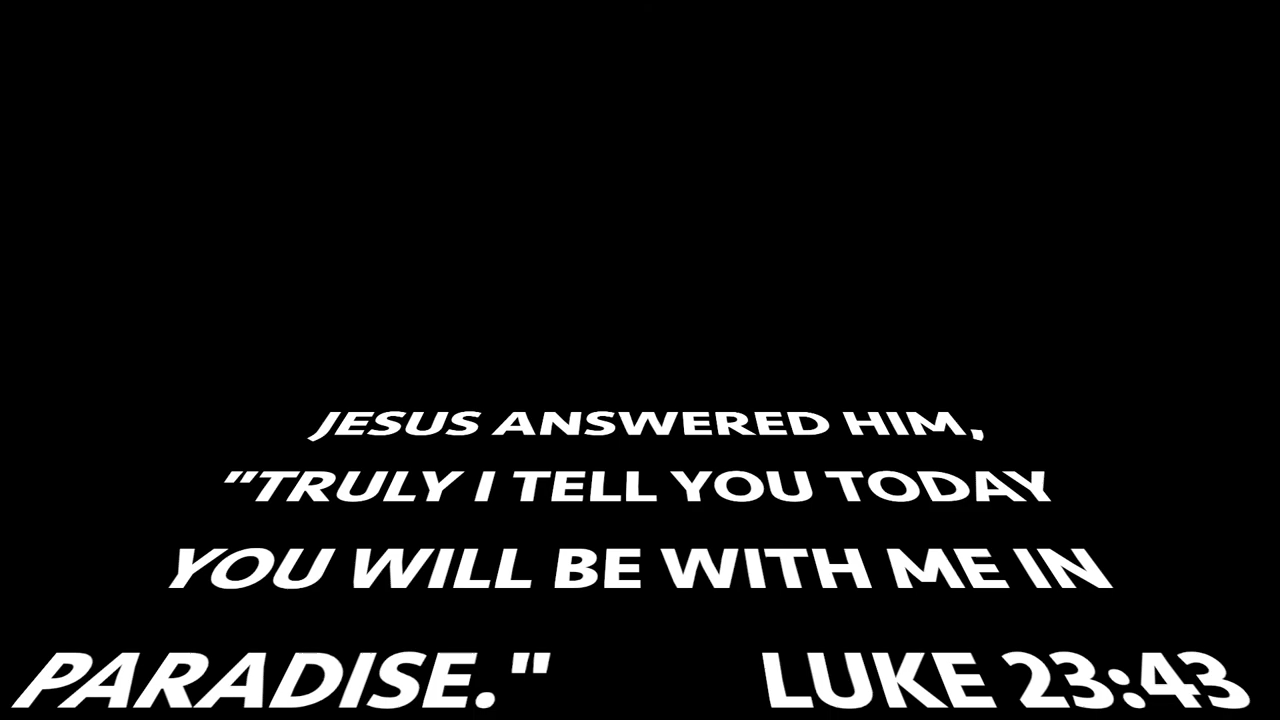 JESUS ANSWERED HIM,
"TRULY I TELL YOU TODAY
YOU WILL BE WITH ME IN
PARADISE." LUKE 23:43